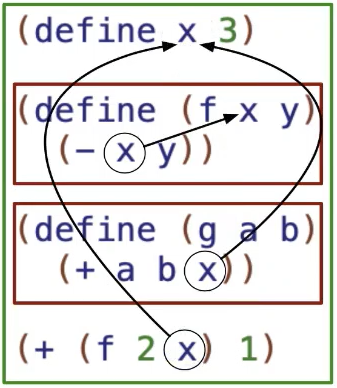 (define x 3)
(define (f x y)
(- x y))
(define (g a b)
(+ a b x))
(+ (f 2 x) 1)